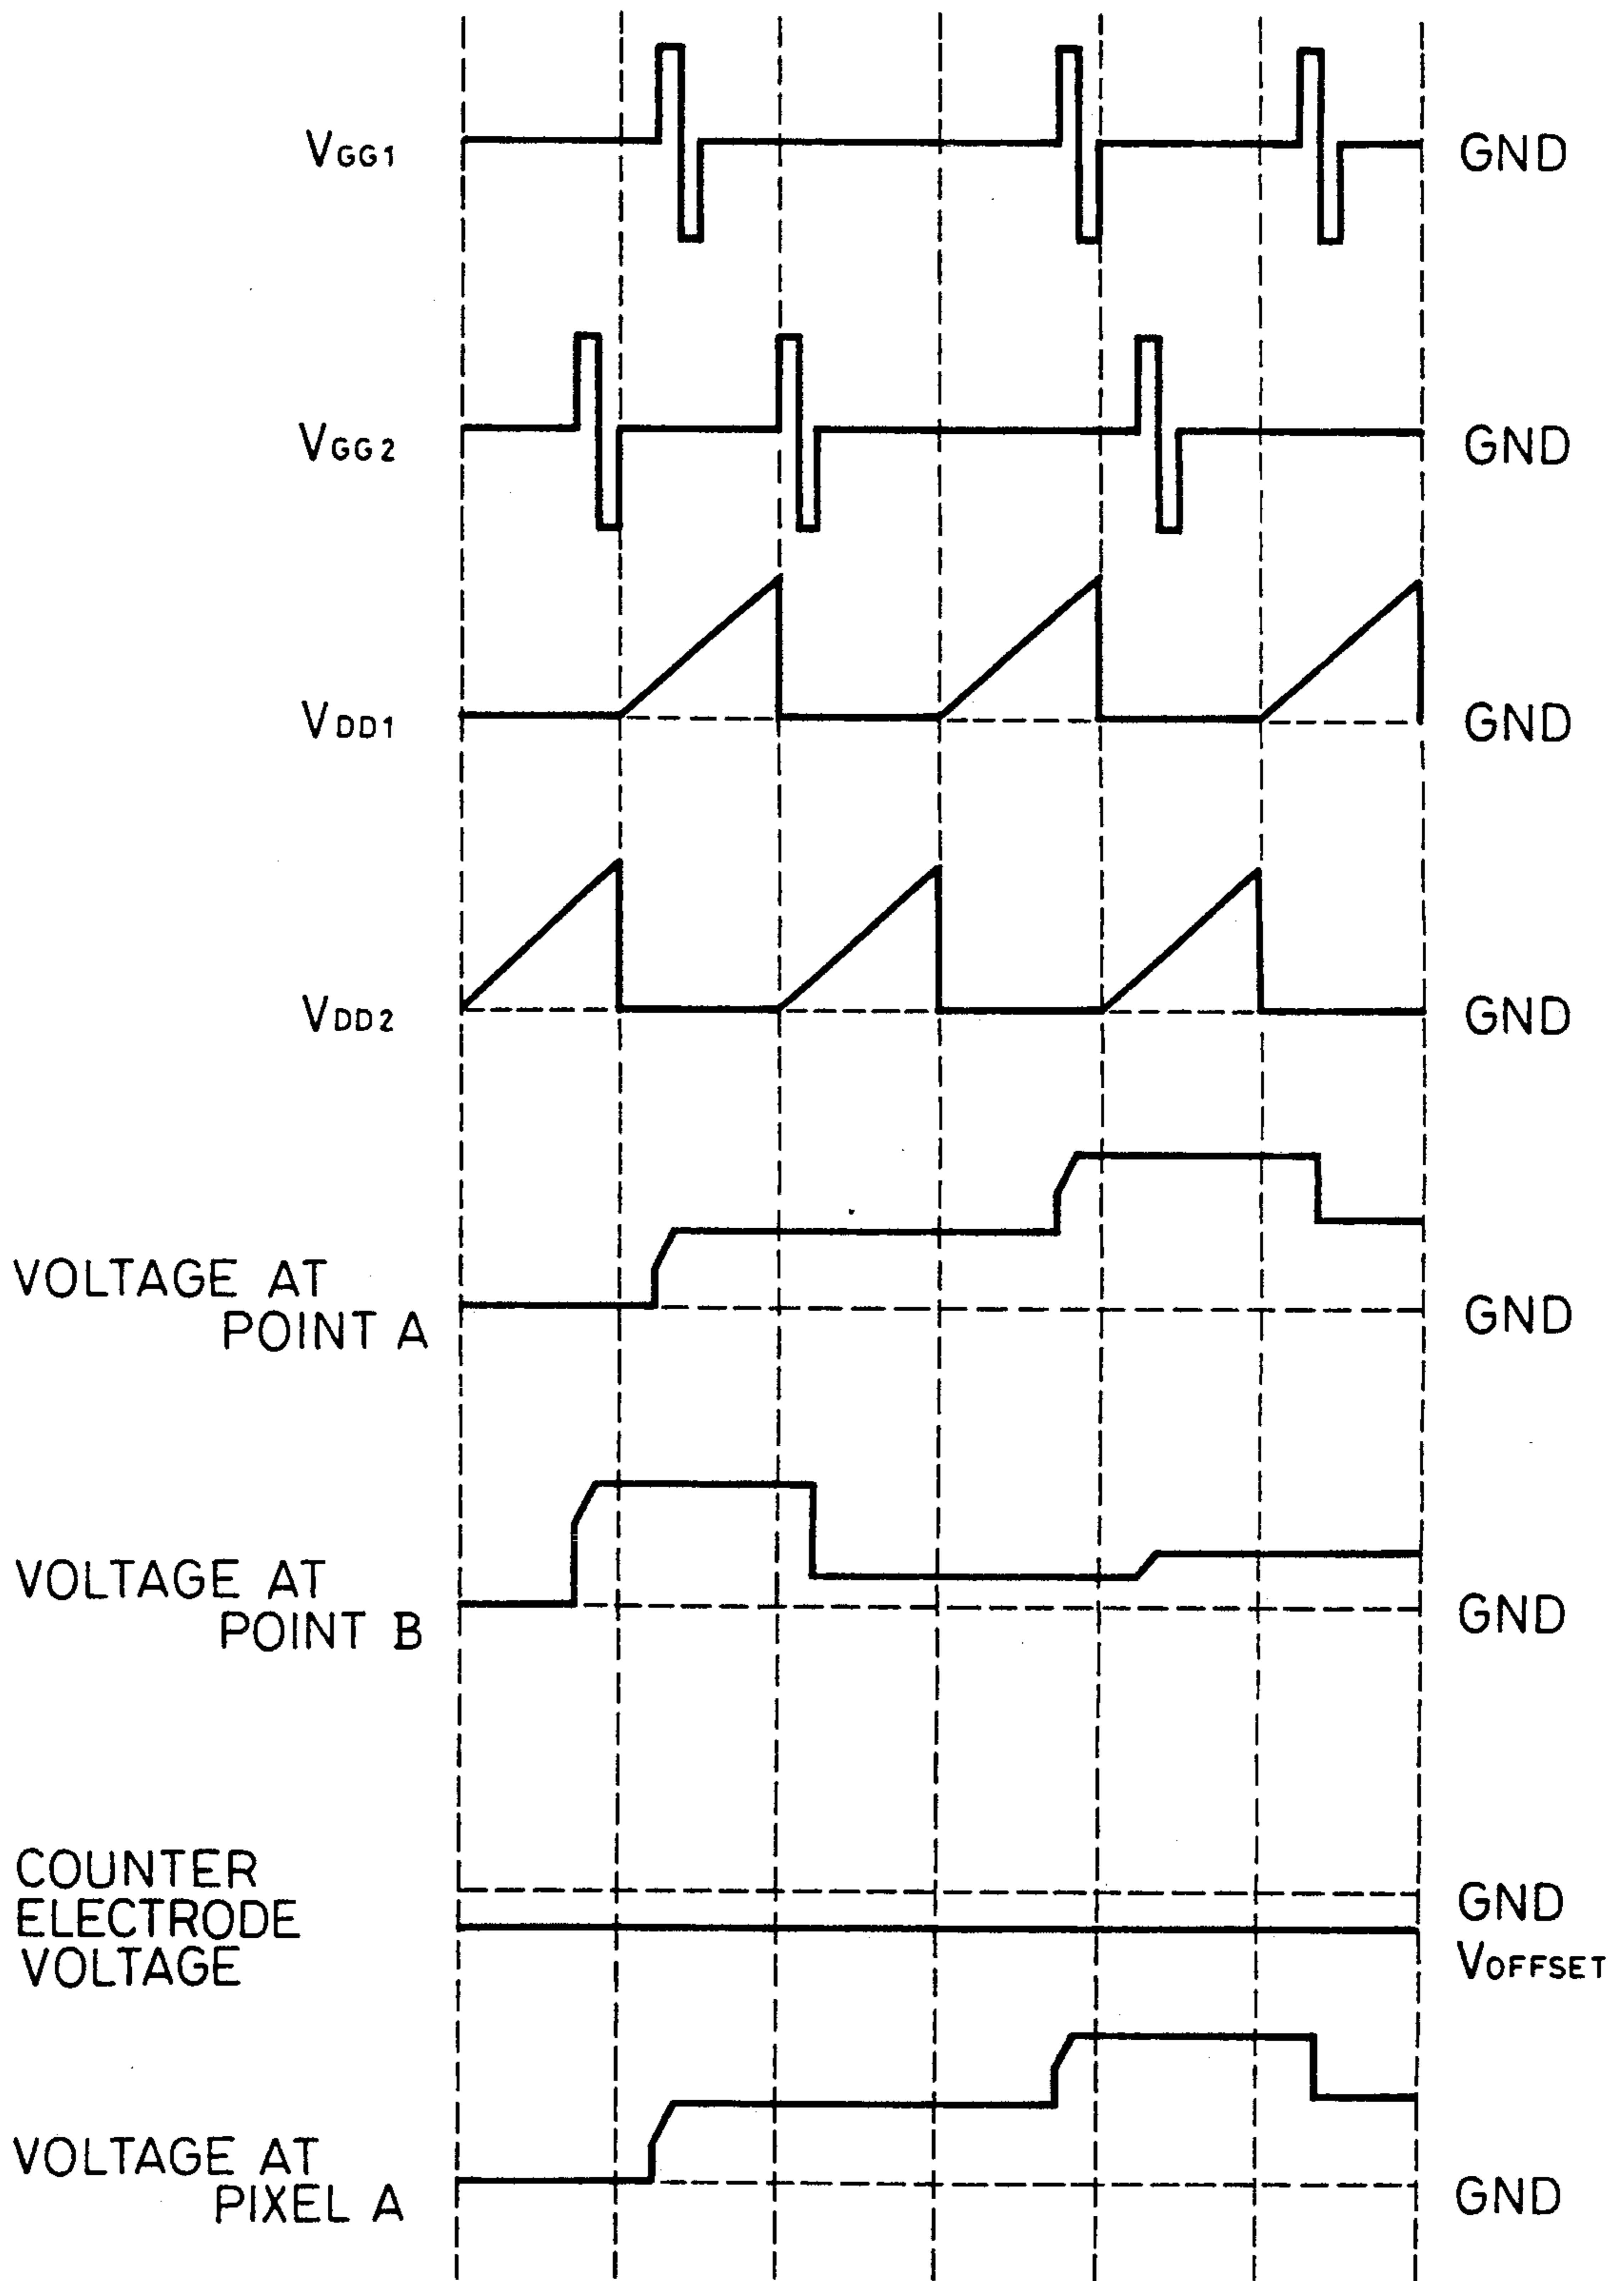 VGG1 GND
VGG2 GND
VDD1 GND
VDD2 GND
VOLTAGE AT
POINT A GND
VOLTAGE AT
POINT B GND
COUNTER
ELECTRODE GND
VOLTAGE VOFFSET
VOLTAGE AT
PIXEL A GND